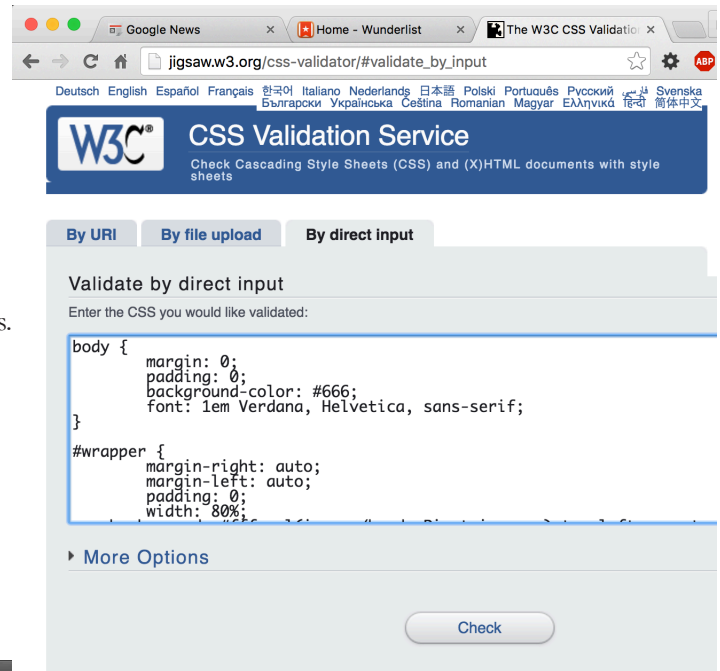 Google News
Home - Wunderlist
The W3C CSS Validation
jigsaw.w3.org/css-validator/#validate_by_input
ABP
Deutsch English Español Français 한국어 Italiano Nederlands 日本語 Polski Português Русский فارسی Svenska
Български Українська Čeština Romanian Magyar Ελληνικά हिन्दी 简体中文
W3C®
CSS Validation Service
Check Cascading Style Sheets (CSS) and (X)HTML documents with style
sheets
By URI By file upload By direct input
Validate by direct input
Enter the CSS you would like validated:
s.
body {
margin: 0;
padding: 0;
background-color: #666;
font: 1em Verdana, Helvetica, sans-serif;
}
#wrapper {
margin-right: auto;
margin-left: auto;
padding: 0;
width: 80%;
More Options
Check